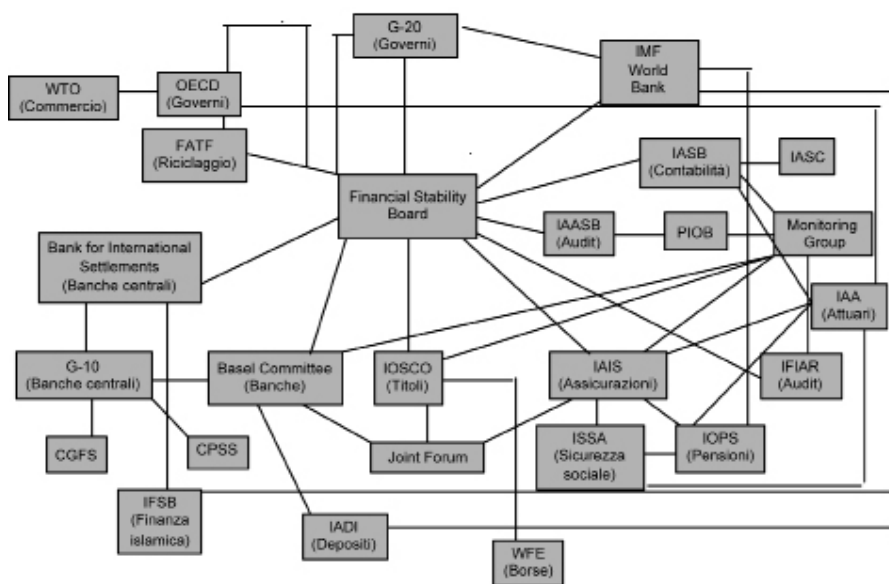 G-20
(Governi)
IMF
World
Bank
WTO
(Commercio)
OECD
(Governi)
FATF
(Riciclaggio)
IASB
(Contabilità)
IASC
Financial Stability
Board
IAASB
(Audit)
PIOB
Monitoring
Group
Bank for International
Settlements
(Banche centrali)
IAA
(Attuari)
G-10
(Banche centrali)
Basel Committee
(Banche)
IOSCO
(Titoli)
IAIS
(Assicurazioni)
IFIAR
(Audit)
CGFS
CPSS
Joint Forum
ISSA
(Sicurezza
sociale)
IOPS
(Pensioni)
IFSB
(Finanza
islamica)
IADI
(Depositi)
WFE
(Borse)